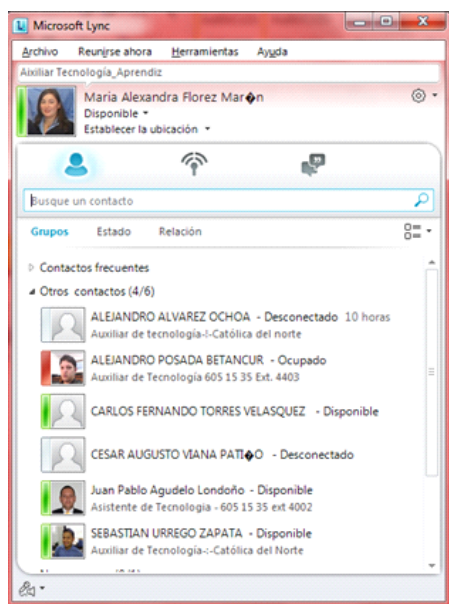 Microsoft Lync
Archivo Reunirse ahora Herramientas Ayuda
Aixiliar Tecnología_Aprendiz
Maria Alexandra Florez Mar�n
Disponible
Establecer la ubicación
Busque un contacto
Grupos Estado Relación
Contactos frecuentes
Otros contactos (4/6)
ALEJANDRO ALVAREZ OCHOA - Desconectado 10 horas
Auxiliar de tecnología-:-Católica del norte
ALEJANDRO POSADA BETANCUR - Ocupado
Auxiliar de Tecnología 605 15 35 Ext. 4403
CARLOS FERNANDO TORRES VELASQUEZ - Disponible
CESAR AUGUSTO VIANA PATI�O - Desconectado
Juan Pablo Agudelo Londoño - Disponible
Asistente de Tecnologia - 605 15 35 ext 4002
SEBASTIAN URREGO ZAPATA - Disponible
Auxiliar de Tecnología-:-Católica del Norte